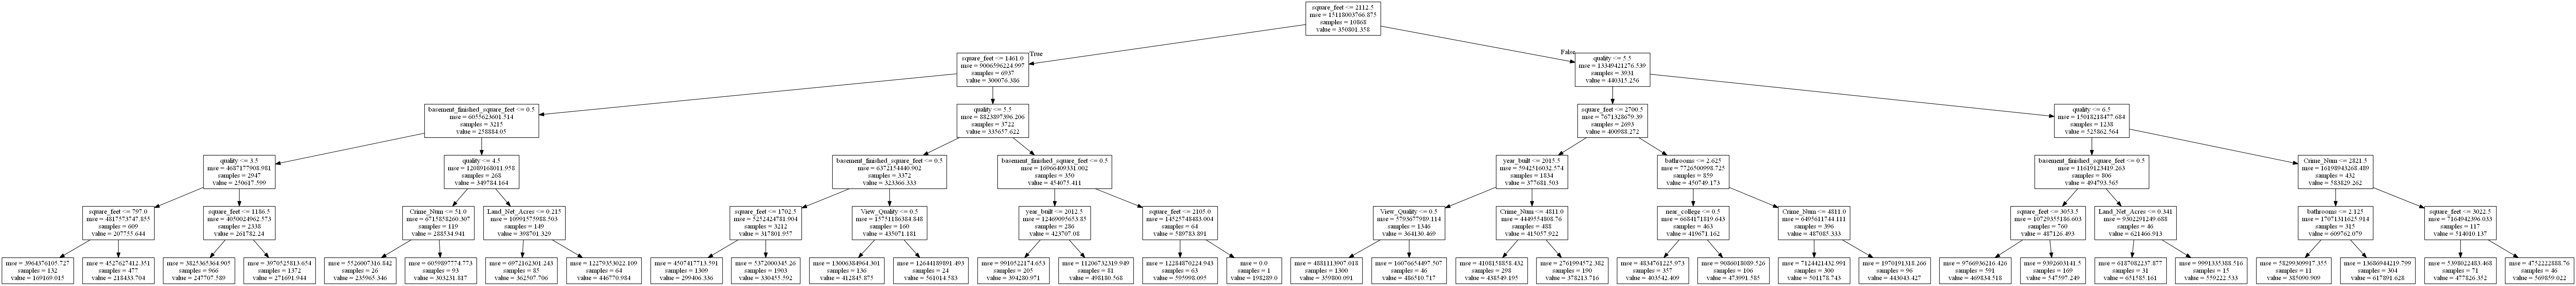 square_feet <= 2112.5
mse = 15118003766.875
samples = 10868
value = 350801.358
True
False
square_feet <= 1461.0
mse = 9006596224.997
samples = 6937
value = 300076.386
quality <= 5.5
mse = 13349421276.539
samples = 3931
value = 440315.256
basement_finished_square_feet <= 0.5
mse = 6055623601.514
samples = 3215
value = 258884.05
quality <= 5.5
mse = 8823897396.206
samples = 3722
value = 335657.622
square_feet <= 2700.5
mse = 7671328679.39
samples = 2693
value = 400988.272
quality <= 6.5
mse = 15018218477.684
samples = 1238
value = 525862.564
quality <= 3.5
mse = 4687177908.981
samples = 2947
value = 250617.599
quality <= 4.5
mse = 12089168011.958
samples = 268
value = 349784.164
basement_finished_square_feet <= 0.5
mse = 6372154440.902
samples = 3372
value = 323366.333
basement_finished_square_feet <= 0.5
mse = 16966409331.002
samples = 350
value = 454075.411
year_built <= 2015.5
mse = 5942516032.574
samples = 1834
value = 377681.503
bathrooms <= 2.625
mse = 7726500998.725
samples = 859
value = 450749.173
basement_finished_square_feet <= 0.5
mse = 11619123419.263
samples = 806
value = 494793.565
Crime_Num <= 2821.5
mse = 16198943268.489
samples = 432
value = 583829.262
square_feet <= 797.0
mse = 4817573747.855
samples = 609
value = 207755.644
square_feet <= 1186.5
mse = 4050024962.573
samples = 2338
value = 261782.24
Crime_Num <= 51.0
mse = 6715858260.307
samples = 119
value = 288534.941
Land_Net_Acres <= 0.215
mse = 10991575988.503
samples = 149
value = 398701.329
square_feet <= 1702.5
mse = 5252424781.904
samples = 3212
value = 317801.957
View_Quality <= 0.5
mse = 15751186384.848
samples = 160
value = 435071.181
year_built <= 2012.5
mse = 12469095653.85
samples = 286
value = 423707.08
square_feet <= 2105.0
mse = 14525748483.004
samples = 64
value = 589783.891
View_Quality <= 0.5
mse = 5793677989.114
samples = 1346
value = 364130.469
Crime_Num <= 4811.0
mse = 4449554808.76
samples = 488
value = 415057.922
near_college <= 0.5
mse = 6684171819.643
samples = 463
value = 419671.162
Crime_Num <= 4811.0
mse = 6495611744.111
samples = 396
value = 487085.333
square_feet <= 3053.5
mse = 10729355186.603
samples = 760
value = 487126.493
Land_Net_Acres <= 0.341
mse = 9302291249.688
samples = 46
value = 621466.913
bathrooms <= 2.125
mse = 17071311625.914
samples = 315
value = 609762.079
square_feet <= 3022.5
mse = 7164942396.033
samples = 117
value = 514010.137
mse = 3964376105.727
samples = 132
value = 169169.015
mse = 4527627412.351
samples = 477
value = 218433.704
mse = 3825365364.905
samples = 966
value = 247707.589
mse = 3970525813.654
samples = 1372
value = 271691.944
mse = 5526007316.842
samples = 26
value = 235965.346
mse = 6059897774.773
samples = 93
value = 303231.817
mse = 6972162301.243
samples = 85
value = 362507.706
mse = 12279353022.109
samples = 64
value = 446770.984
mse = 4507417713.591
samples = 1309
value = 299406.336
mse = 5372000345.26
samples = 1903
value = 330455.592
mse = 13006384964.301
samples = 136
value = 412845.875
mse = 12644189891.493
samples = 24
value = 561014.583
mse = 9910522174.653
samples = 205
value = 394280.971
mse = 11206732319.949
samples = 81
value = 498180.568
mse = 12284870224.943
samples = 63
value = 595998.095
mse = 0.0
samples = 1
value = 198289.0
mse = 4881113907.018
samples = 1300
value = 359800.091
mse = 16070654897.507
samples = 46
value = 486510.717
mse = 4108155858.432
samples = 298
value = 438549.195
mse = 2761994572.382
samples = 190
value = 378213.716
mse = 4834761225.973
samples = 357
value = 403542.409
mse = 9086018089.526
samples = 106
value = 473991.585
mse = 7124421432.991
samples = 300
value = 501178.743
mse = 1970191318.266
samples = 96
value = 443043.427
mse = 9766936216.426
samples = 591
value = 469834.518
mse = 9392603141.5
samples = 169
value = 547597.249
mse = 6187082237.877
samples = 31
value = 651585.161
mse = 9991335388.516
samples = 15
value = 559222.533
mse = 58299309917.355
samples = 11
value = 385090.909
mse = 13686944219.799
samples = 304
value = 617891.628
mse = 5398022483.468
samples = 71
value = 477826.352
mse = 4752222888.76
samples = 46
value = 569859.022